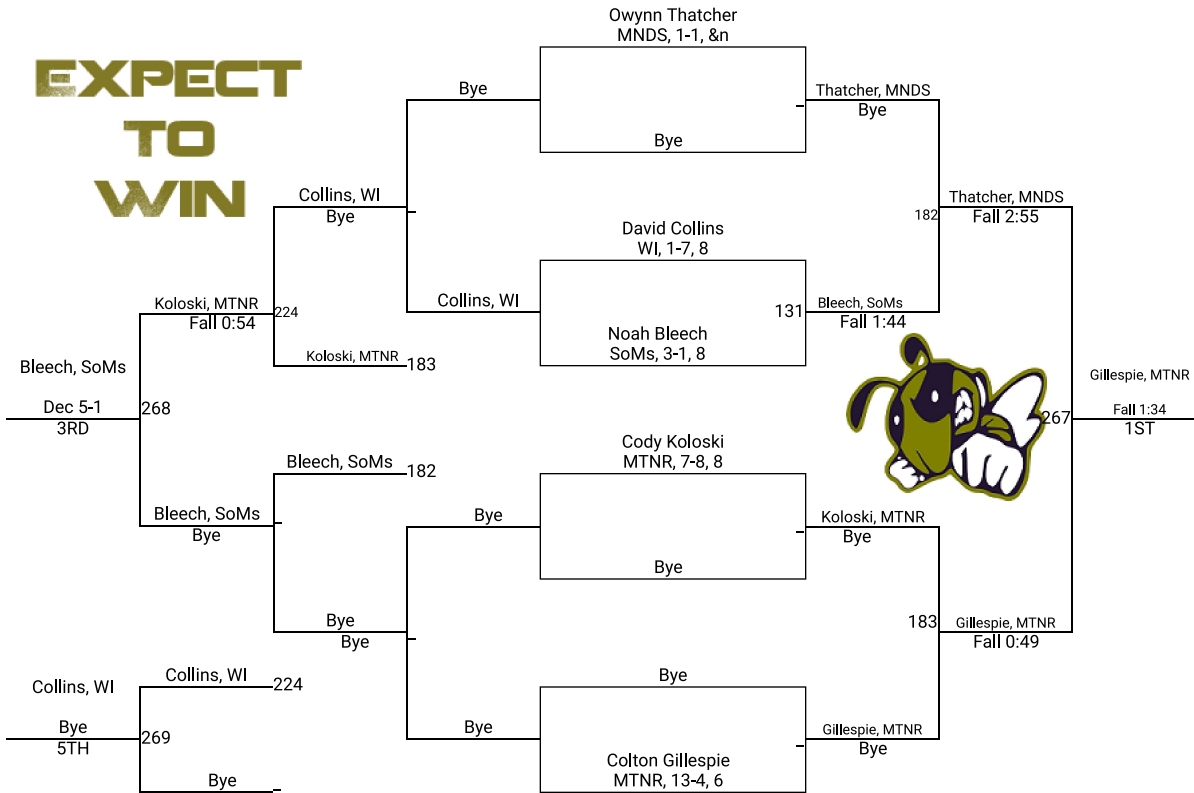 Owynn Thatcher
MNDS, 1-1, &n
EXPECT
TO
WIN
Bye
Thatcher, MNDS
Bye
Bye
Collins, WI
Bye
Thatcher, MNDS
182
Fall 2:55
David Collins
WI, 1-7, 8
Koloski, MTNR
224
Fall 0:54
Collins, WI
131
Bleech, SoMs
Fall 1:44
Noah Bleech
SoMs, 3-1, 8
Koloski, MTNR
183
Bleech, SoMs
Gillespie, MTNR
Dec 5-1
268
3RD
267
Fall 1:34
1ST
Cody Koloski
MTNR, 7-8, 8
Bleech, SoMs
182
Bleech, SoMs
Bye
Bye
Koloski, MTNR
Bye
Bye
Bye
Bye
183
Gillespie, MTNR
Fall 0:49
Collins, WI
Collins, WI
224
Bye
Bye
269
5TH
Bye
Gillespie, MTNR
Bye
Colton Gillespie
MTNR, 13-4, 6
Bye